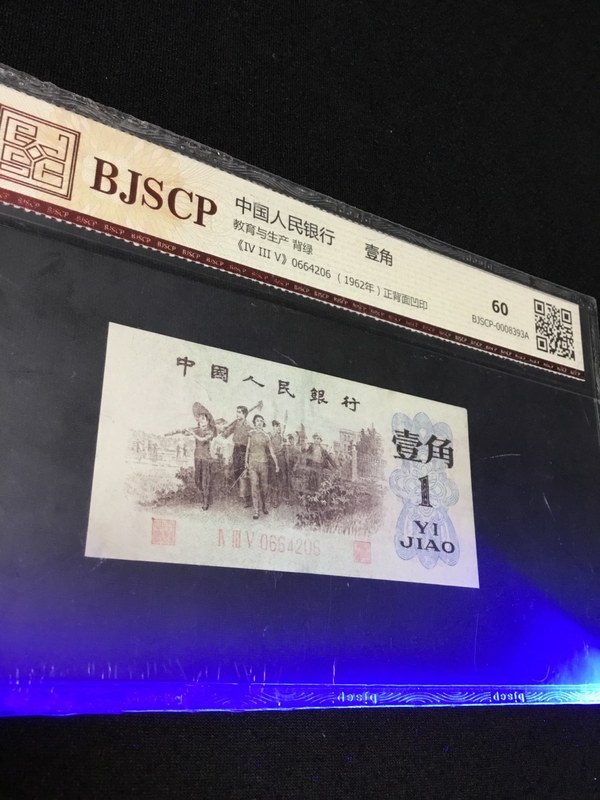 BJSCP
中国人民银行 壹角
教育与生产 背绿
《IV III V》0664206 (1962年) 正背面凹印
60
BJSCP-0008393A
中國人民銀行
壹角
1
YI
JIAO
IV III V 0664206
bjscp bjscp